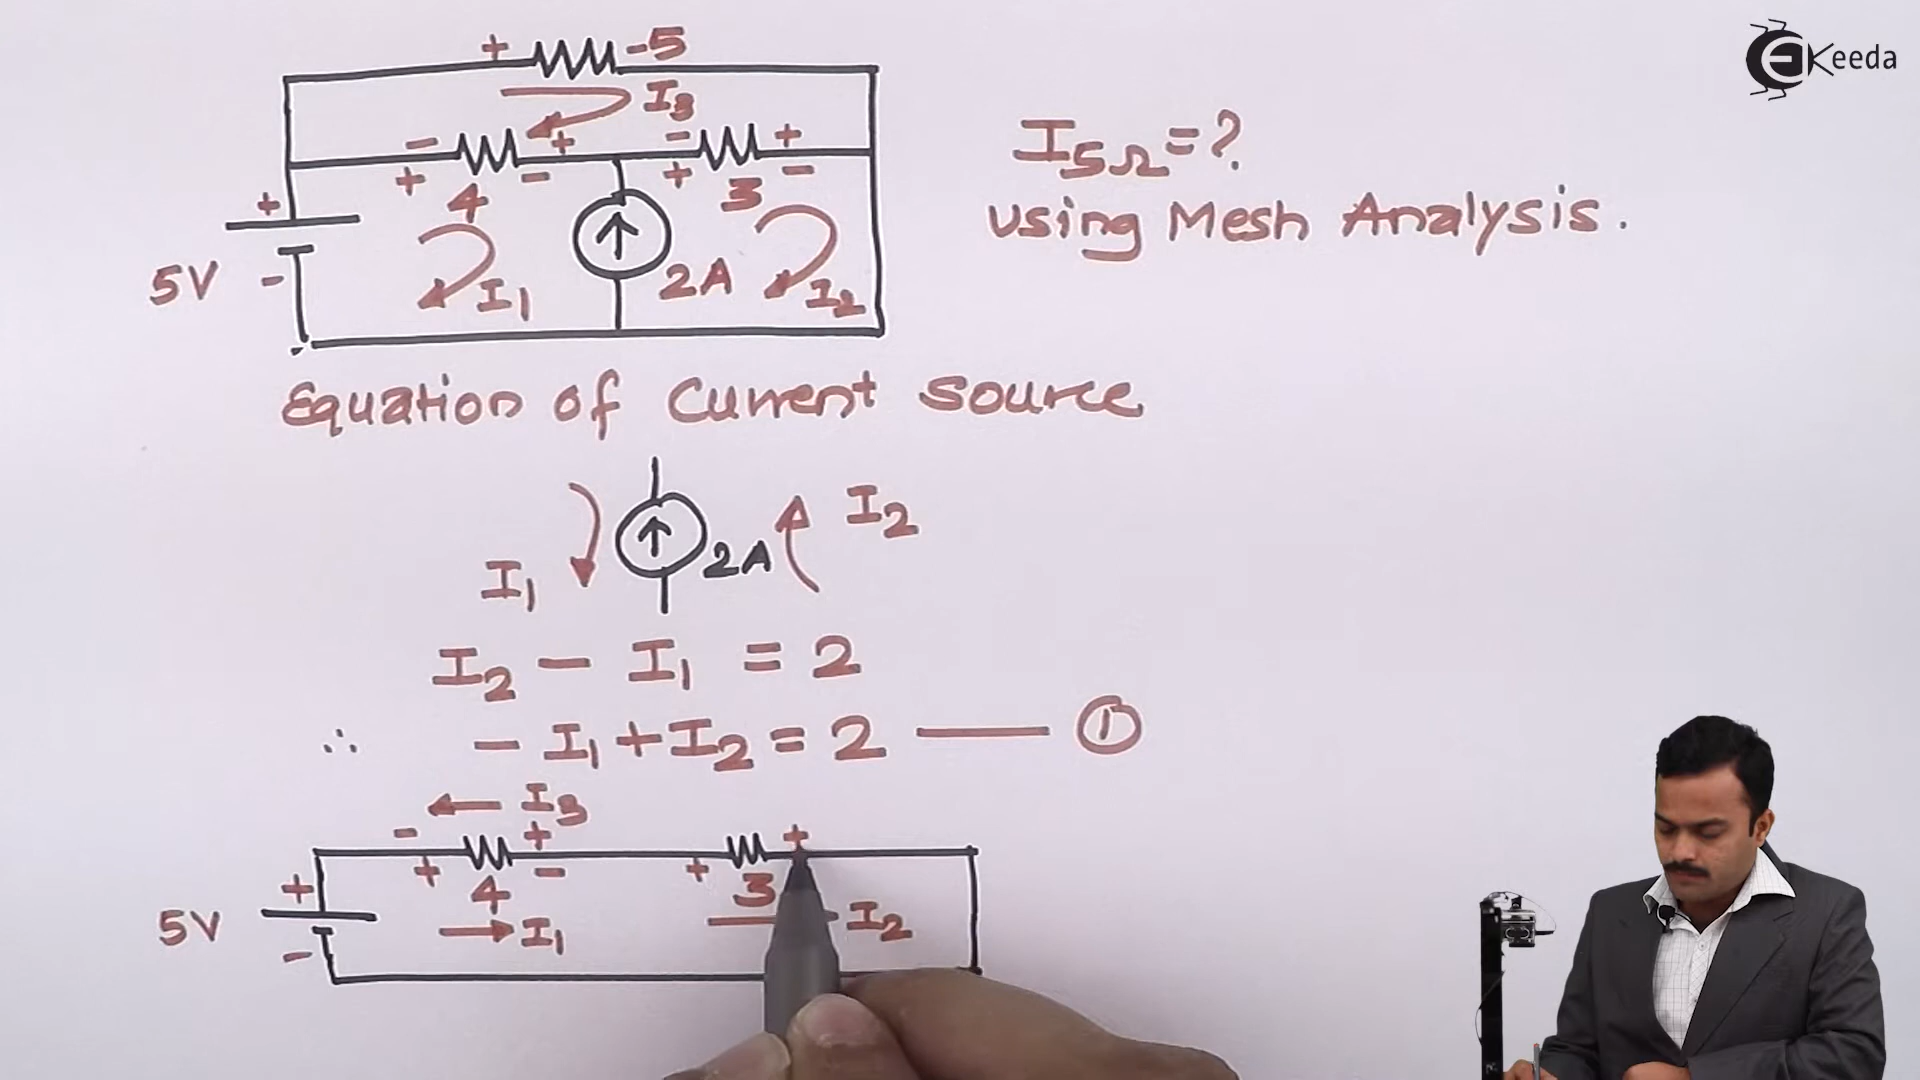 + -5
I3
- + - +
+ 4 - + 3 -
+
5V -
I1 2A I2
I5Ω = ?
using Mesh Analysis.
EKeeda
Equation of Current Source
I1 2A I2
I2 - I1 = 2
∴ - I1 + I2 = 2 —— ①
← I3
- + +
+ 4 - + 3
+
5V → I1 I2
-